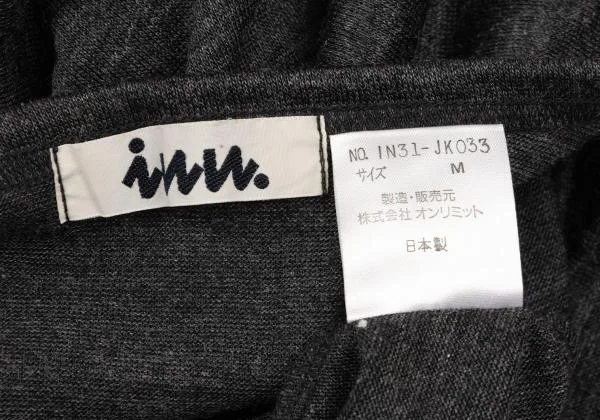 inn.
NO. IN31-JK033
サイズ M
製造・販売元
株式会社オンリミット
日本製